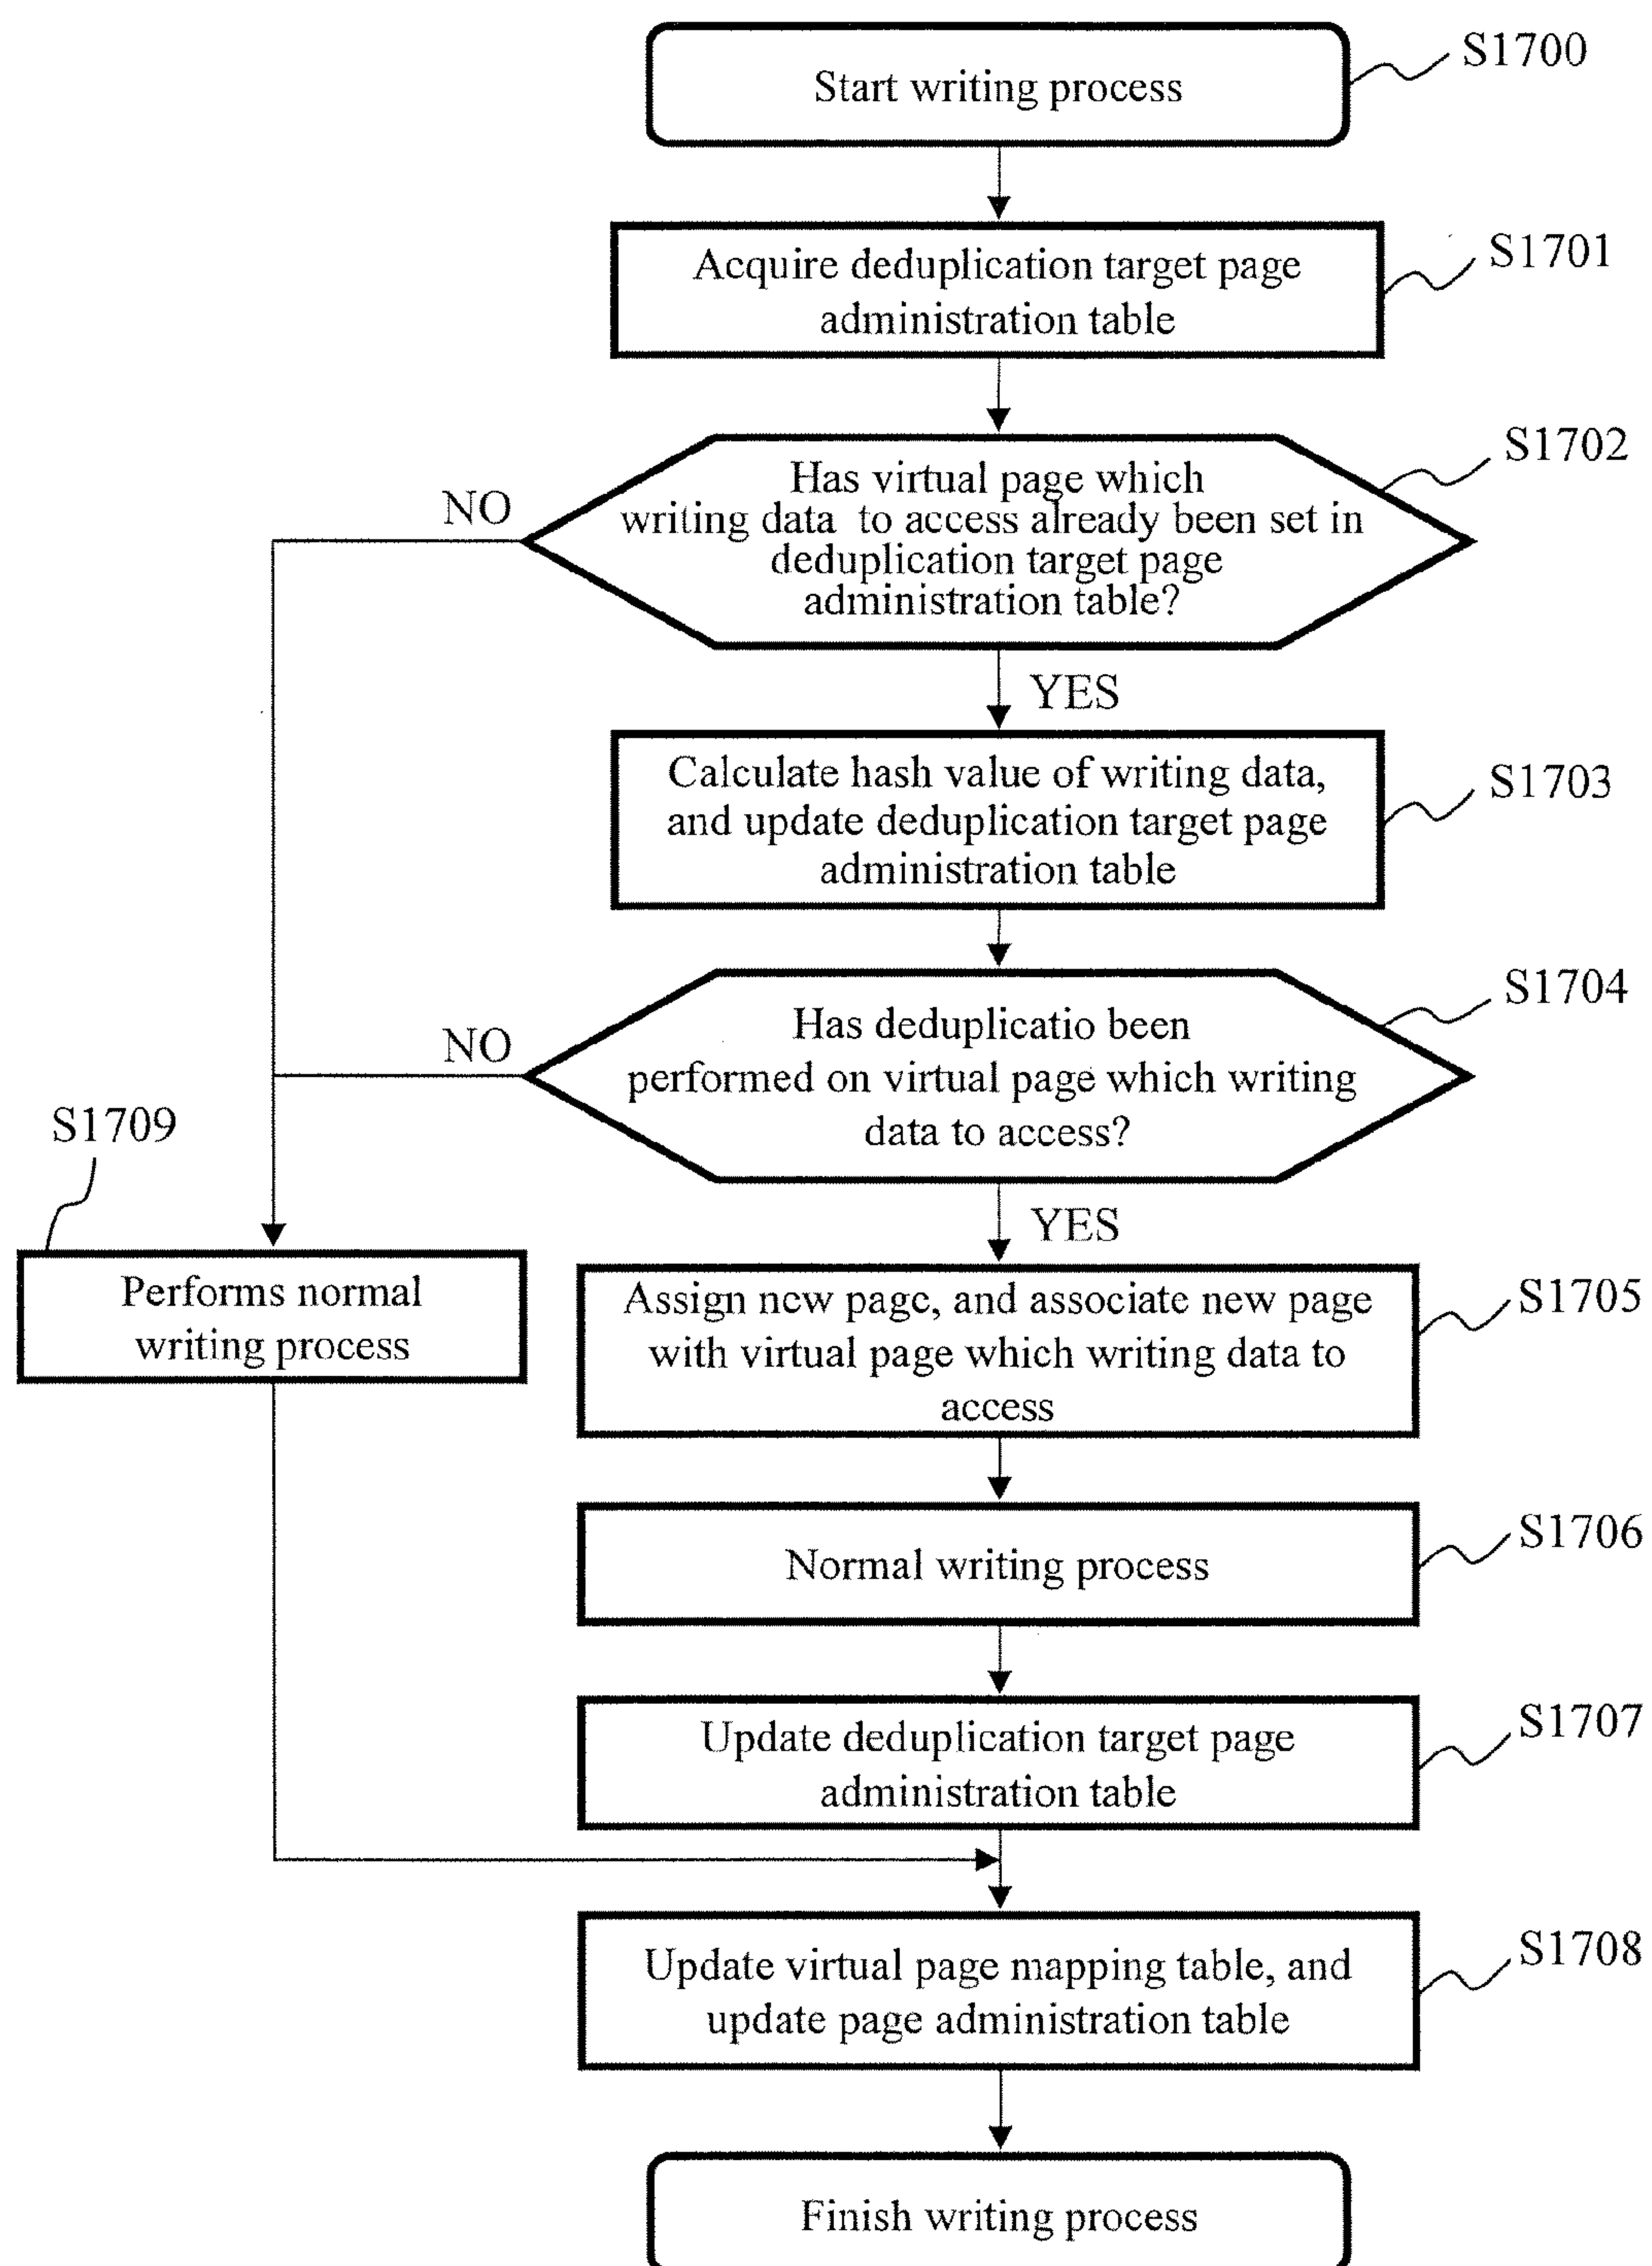 Start writing process
S1700
Acquire deduplication target page
administration table
S1701
Has virtual page which
writing data to access already been set in
deduplication target page
administration table?
S1702
NO
YES
Calculate hash value of writing data,
and update deduplication target page
administration table
S1703
Has deduplicatio been
performed on virtual page which writing
data to access?
S1704
NO
YES
S1709
Performs normal
writing process
Assign new page, and associate new page
with virtual page which writing data to
access
S1705
Normal writing process
S1706
Update deduplication target page
administration table
S1707
Update virtual page mapping table, and
update page administration table
S1708
Finish writing process